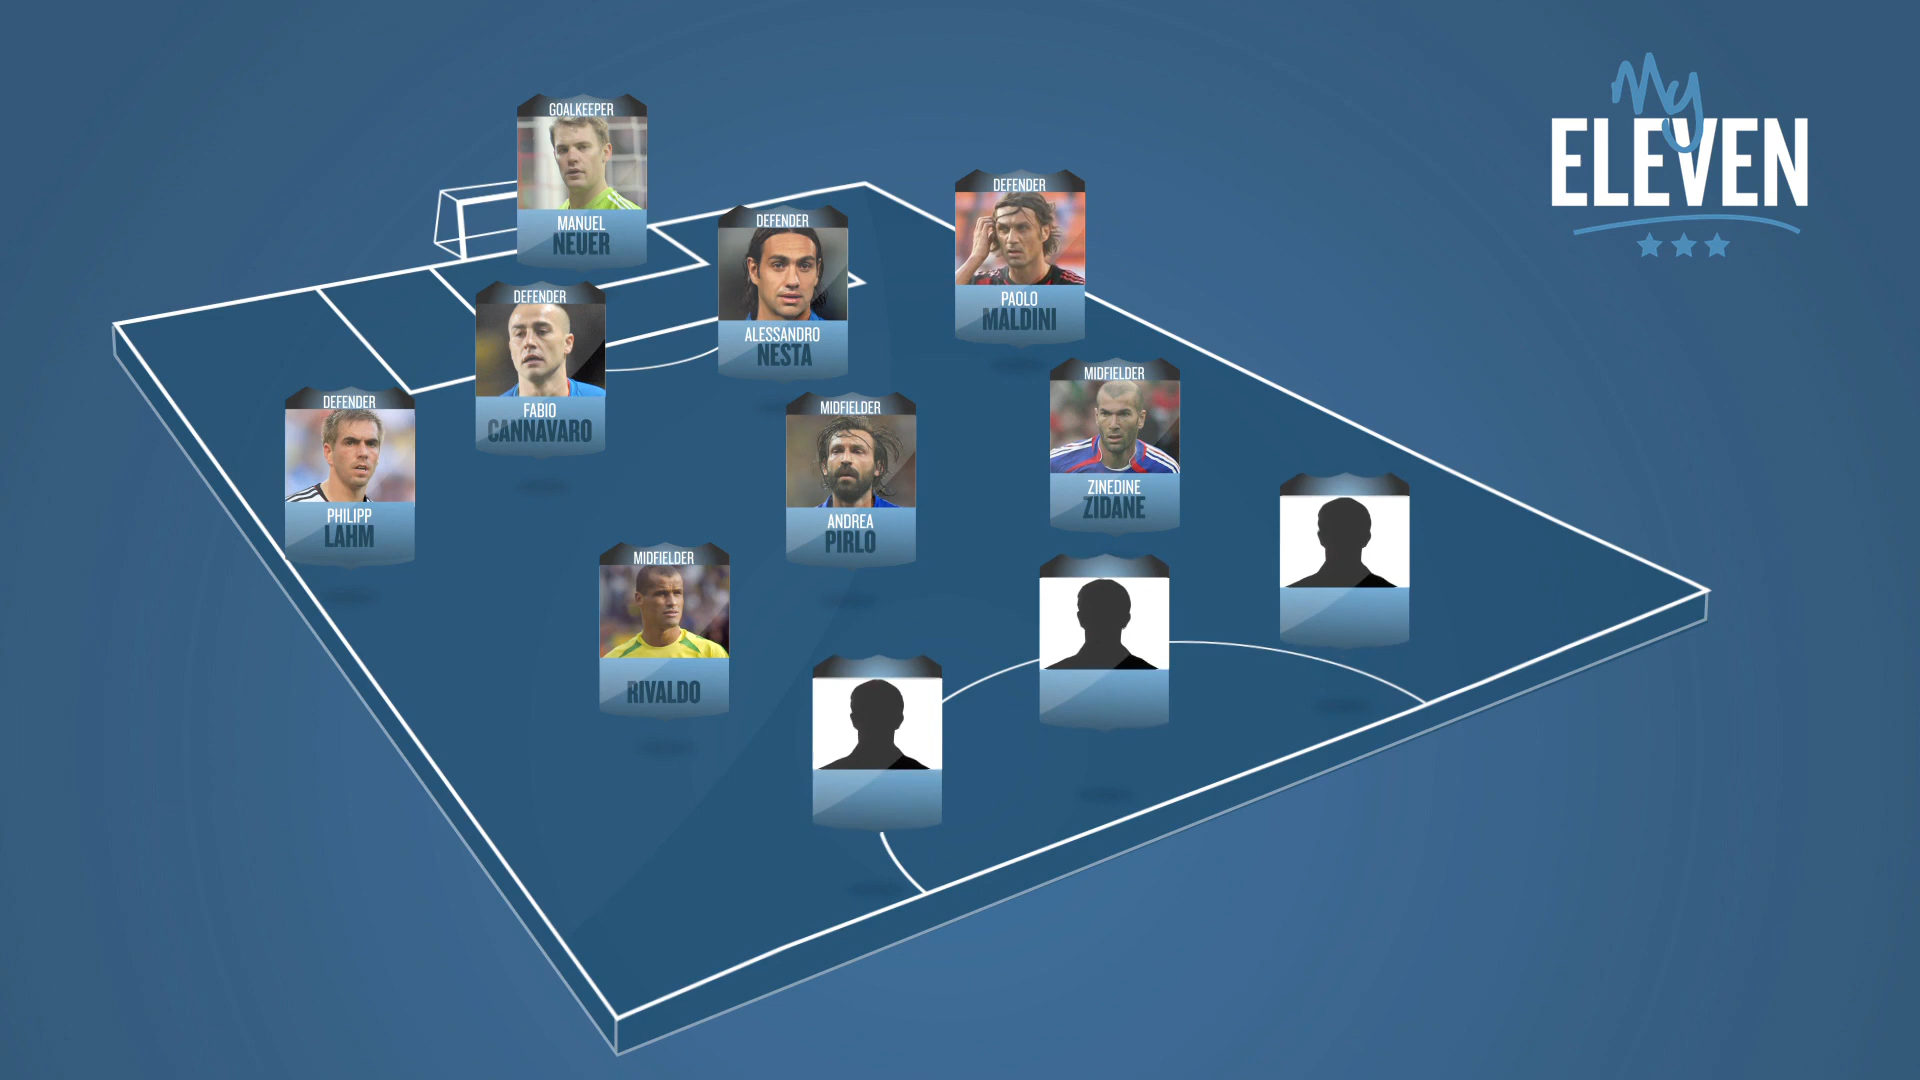 My
ELEVEN
GOALKEEPER
MANUEL
NEUER
DEFENDER
PAOLO
MALDINI
DEFENDER
ALESSANDRO
NESTA
DEFENDER
FABIO
CANNAVARO
DEFENDER
PHILIPP
LAHM
MIDFIELDER
ZINEDINE
ZIDANE
MIDFIELDER
ANDREA
PIRLO
MIDFIELDER
RIVALDO